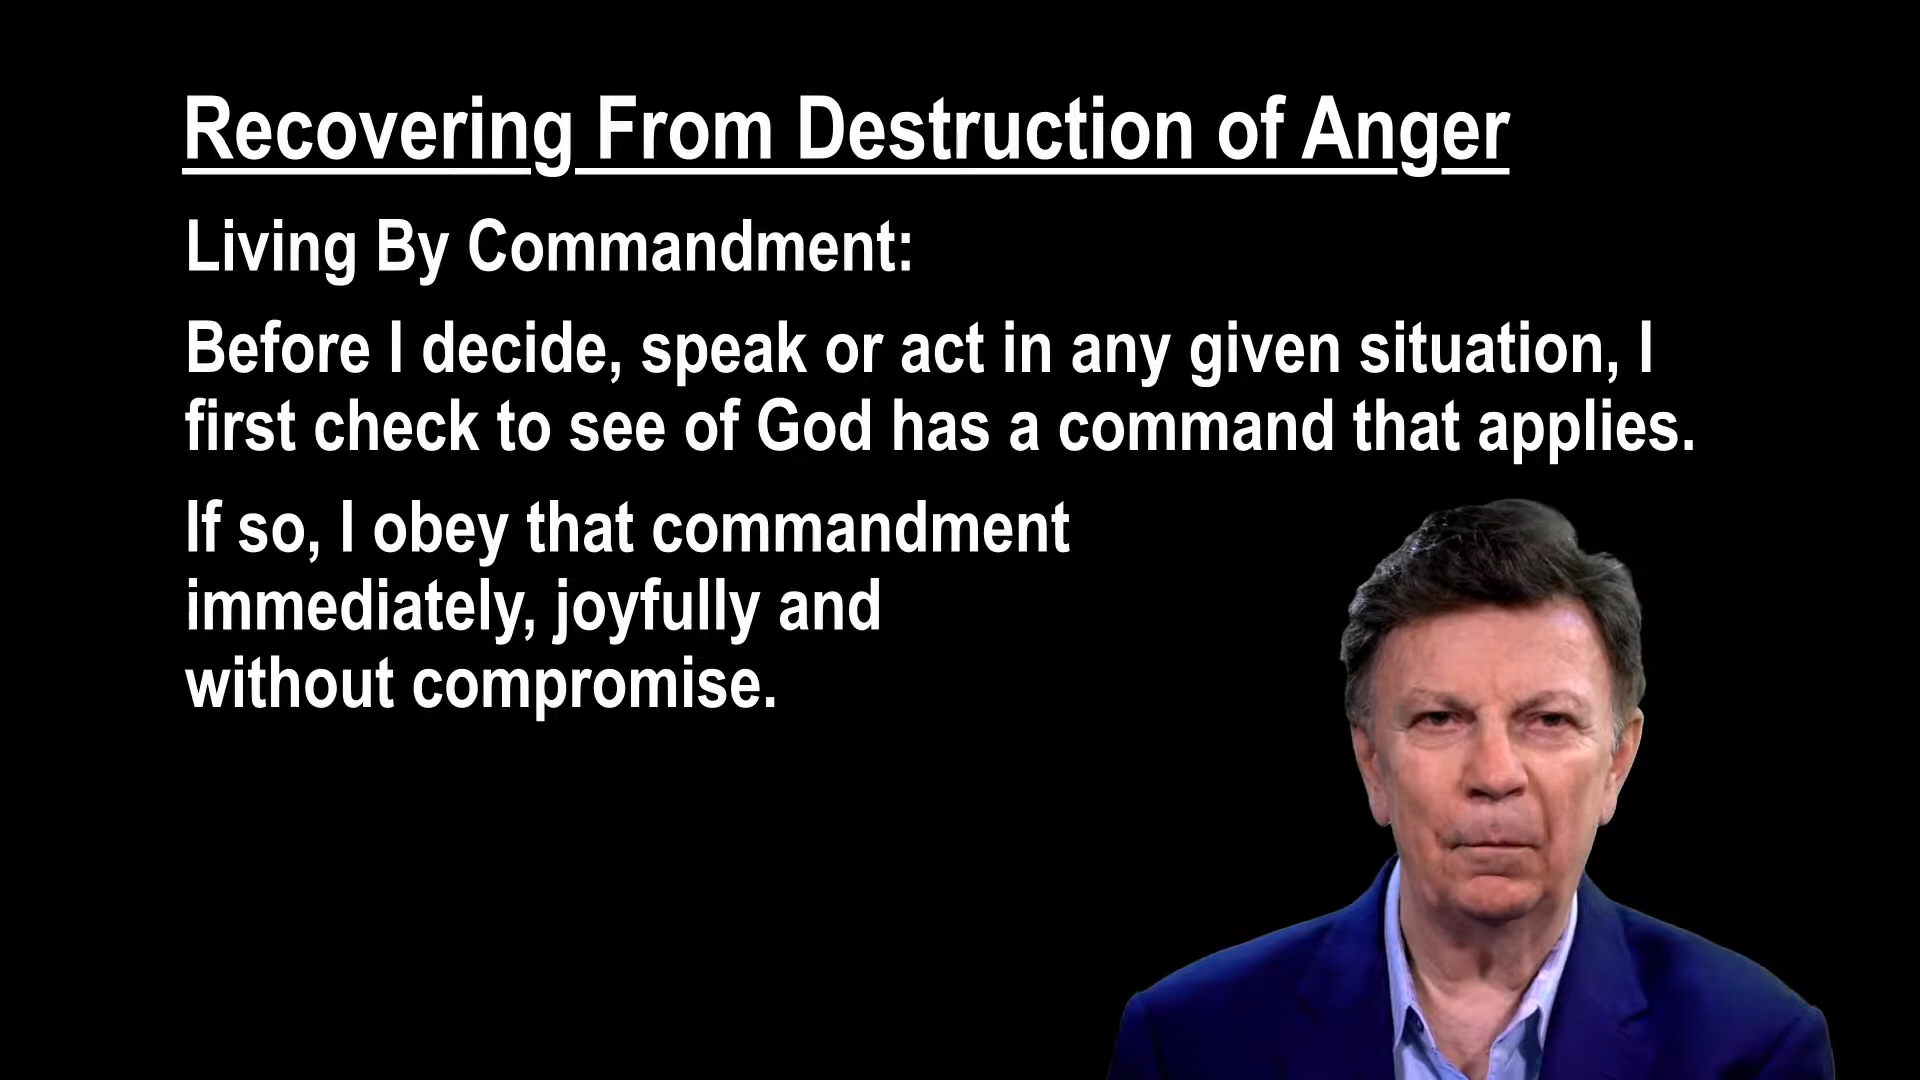 Recovering From Destruction of Anger
Living By Commandment:
Before I decide, speak or act in any given situation, I
first check to see of God has a command that applies.
If so, I obey that commandment
immediately, joyfully and
without compromise.